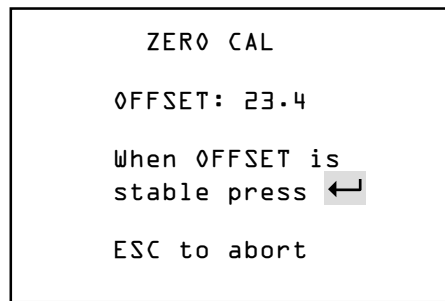 ZERO CAL
OFFSET: 23.4
When OFFSET is
stable press ↵
ESC to abort